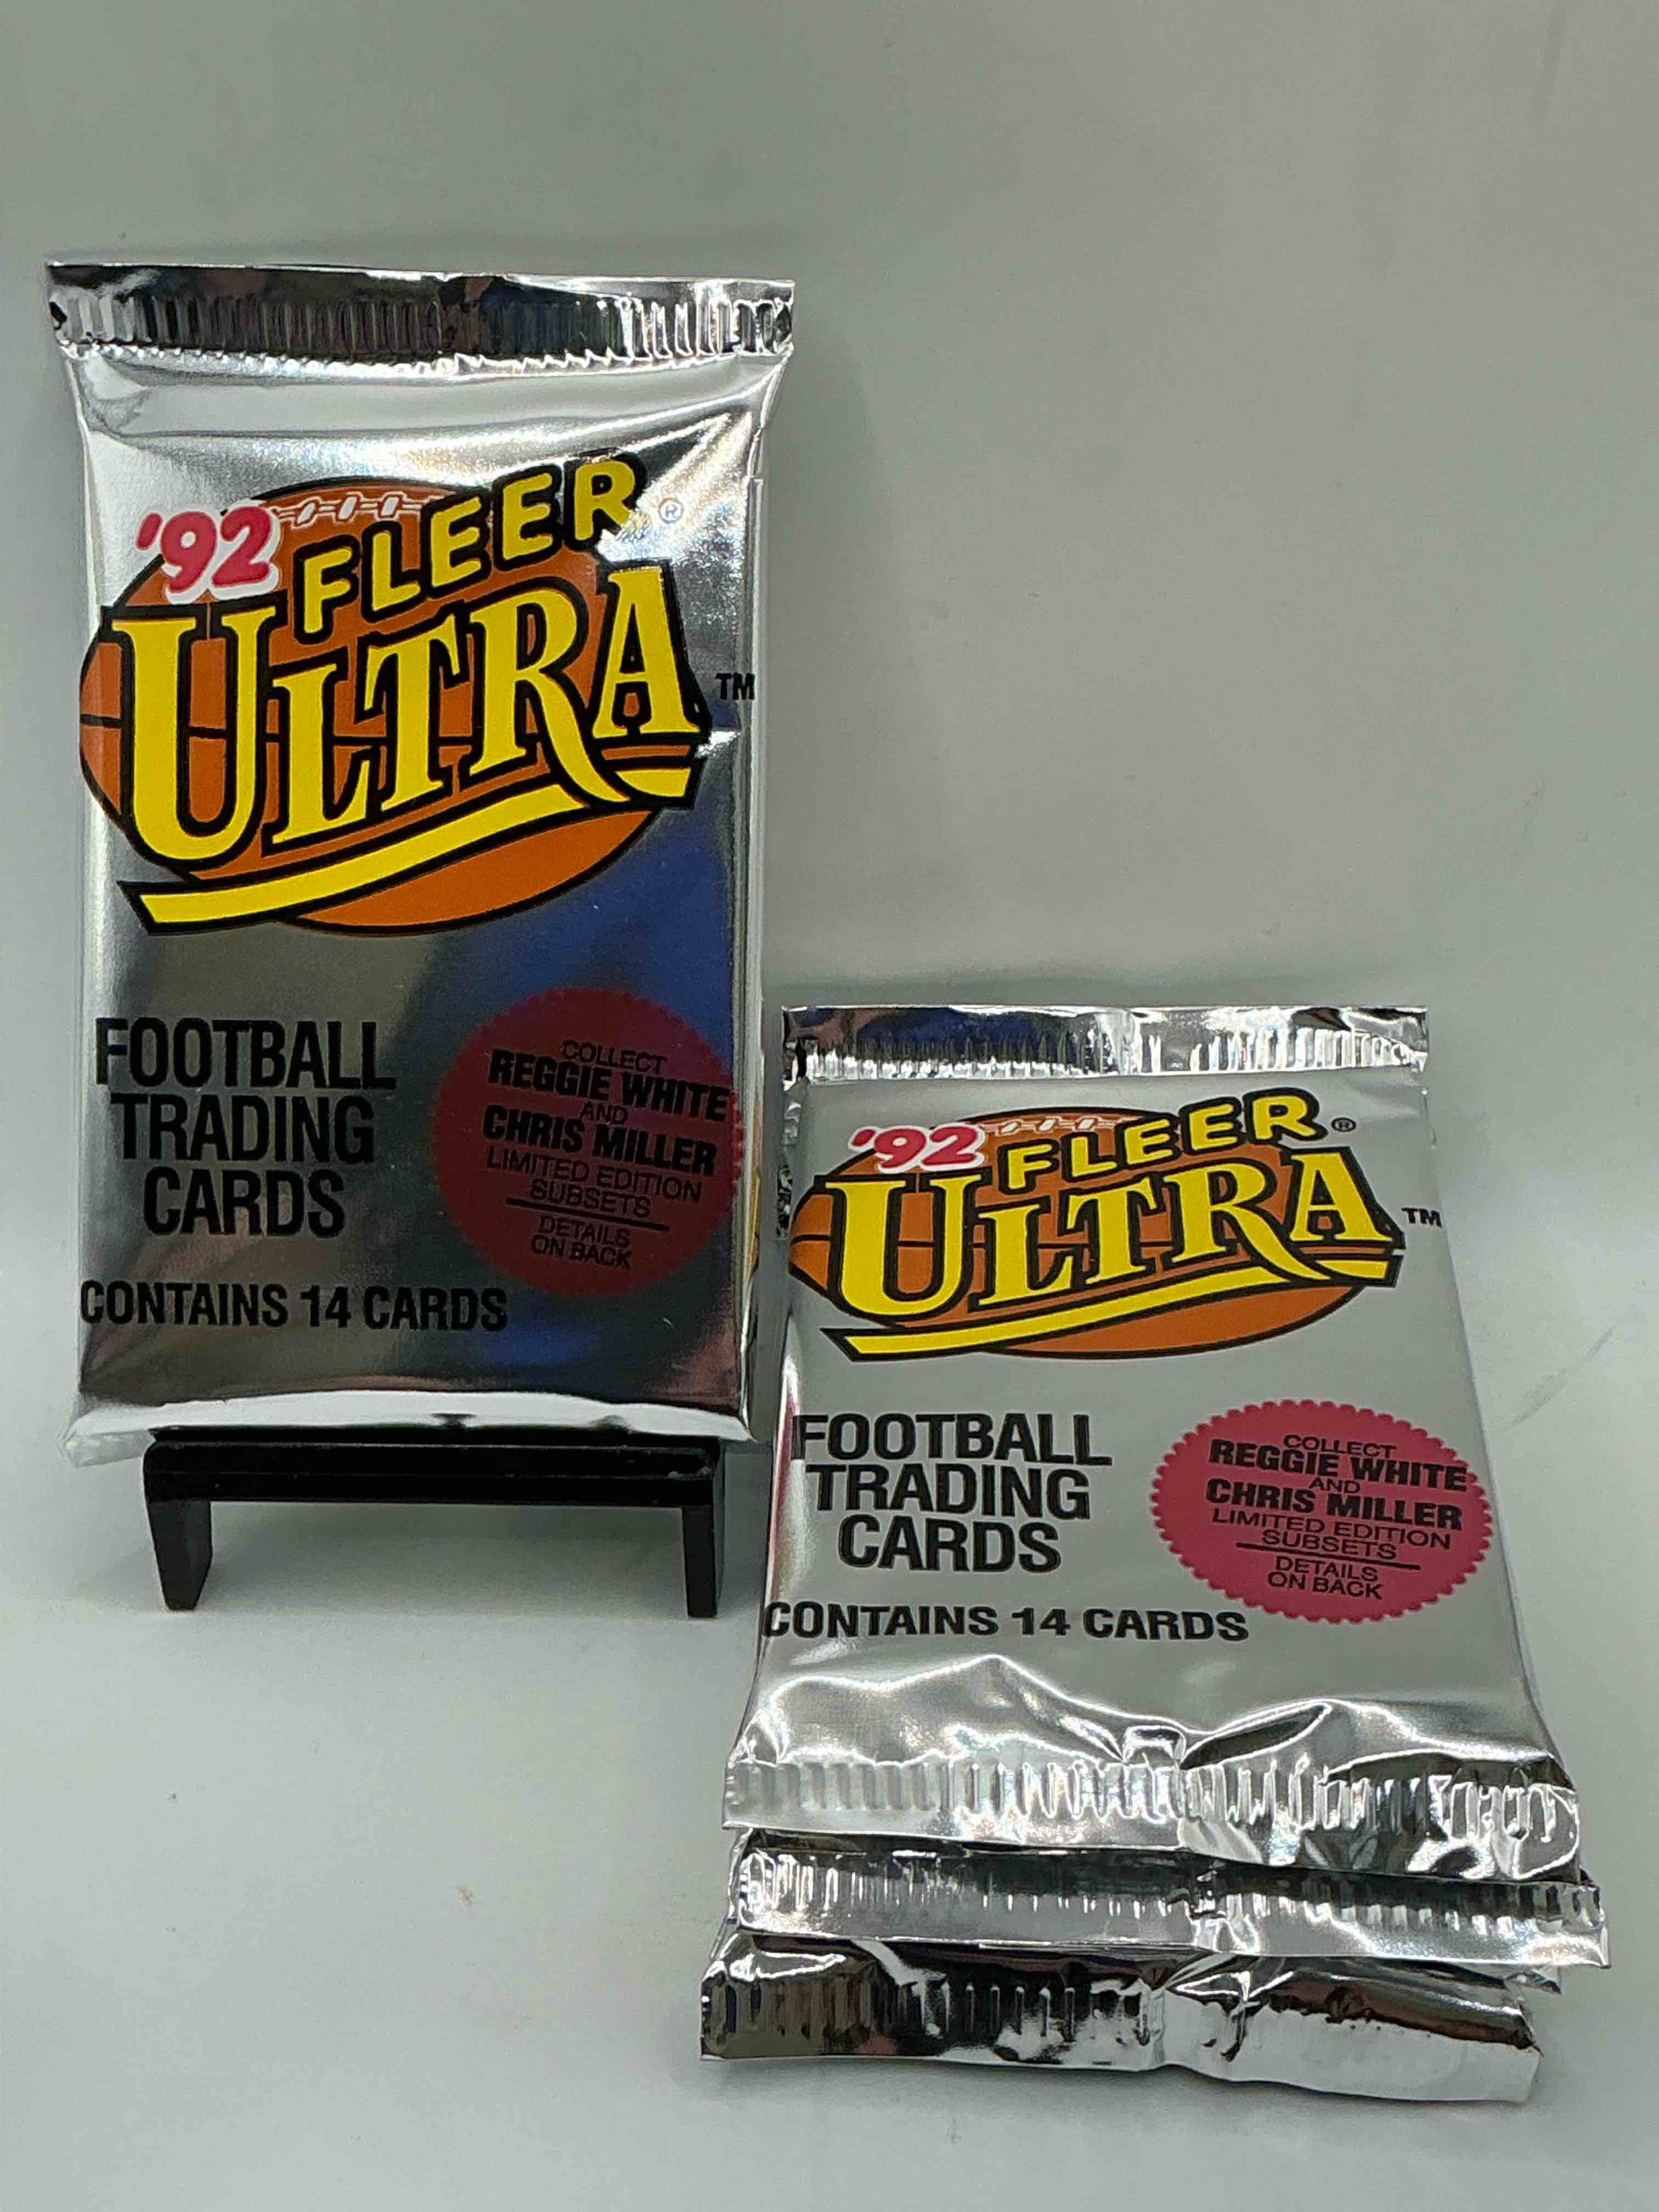 '92 FLEER ®
ULTRA TM
FOOTBALL
TRADING
CARDS
COLLECT
REGGIE WHITE
AND
CHRIS MILLER
LIMITED EDITION
SUBSETS
DETAILS
ON BACK
CONTAINS 14 CARDS
'92 FLEER ®
ULTRA TM
FOOTBALL
TRADING
CARDS
COLLECT
REGGIE WHITE
AND
CHRIS MILLER
LIMITED EDITION
SUBSETS
DETAILS
ON BACK
CONTAINS 14 CARDS